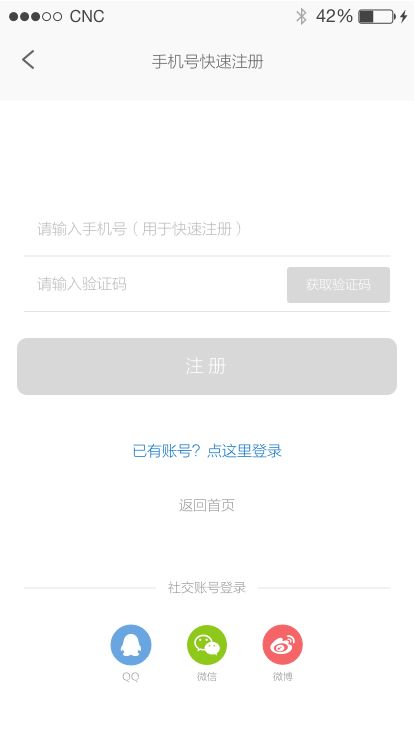 CNC 42%
手机号快速注册
请输入手机号（用于快速注册）
请输入验证码 获取验证码
注 册
已有账号？点这里登录
返回首页
社交账号登录
QQ 微信 微博